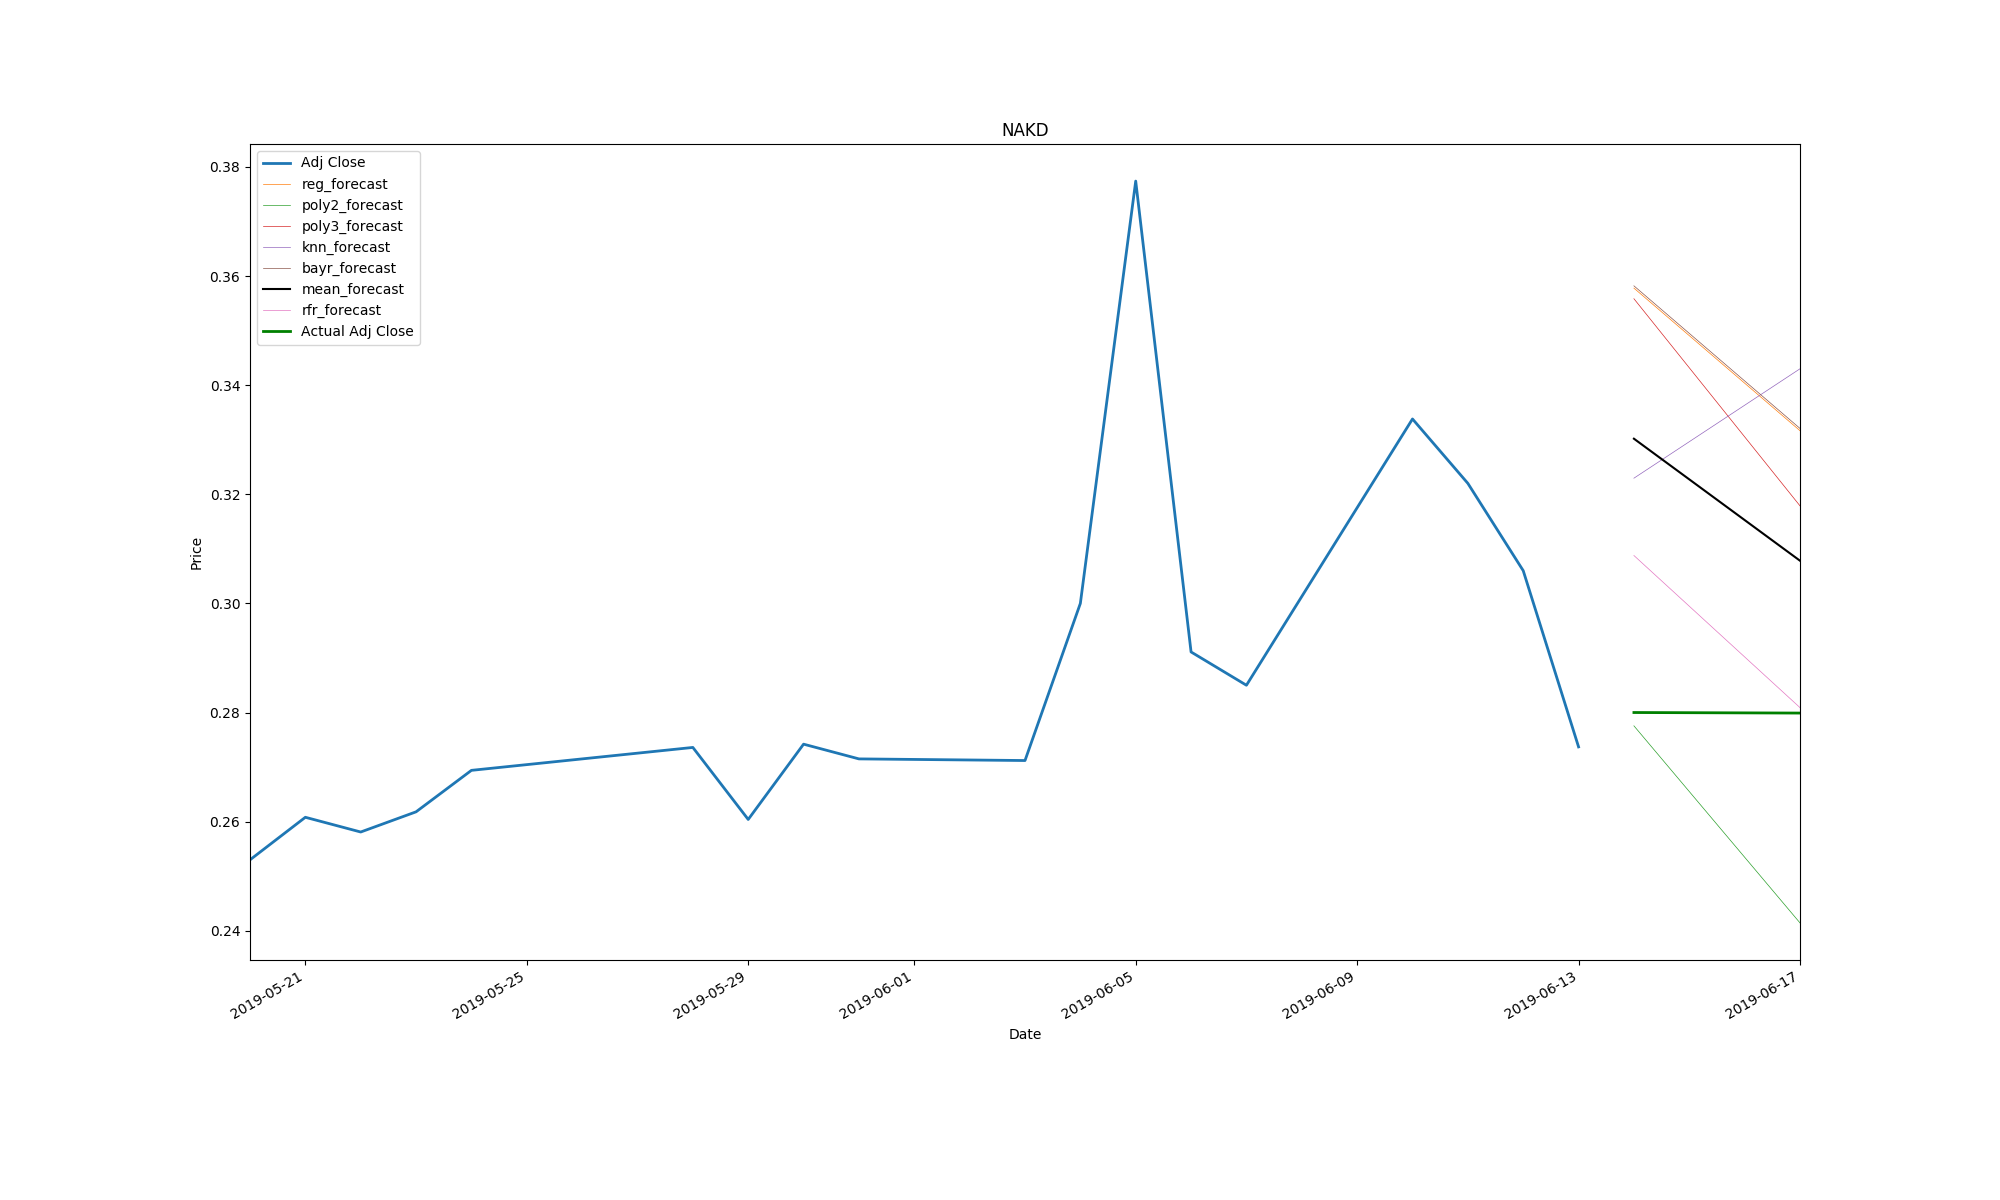 NAKD
Adj Close
reg_forecast
poly2_forecast
poly3_forecast
knn_forecast
bayr_forecast
mean_forecast
rfr_forecast
Actual Adj Close
0.38
0.36
0.34
0.32
0.30
0.28
0.26
0.24
Price
2019-05-21
2019-05-25
2019-05-29
2019-06-01
2019-06-05
2019-06-09
2019-06-13
2019-06-17
Date